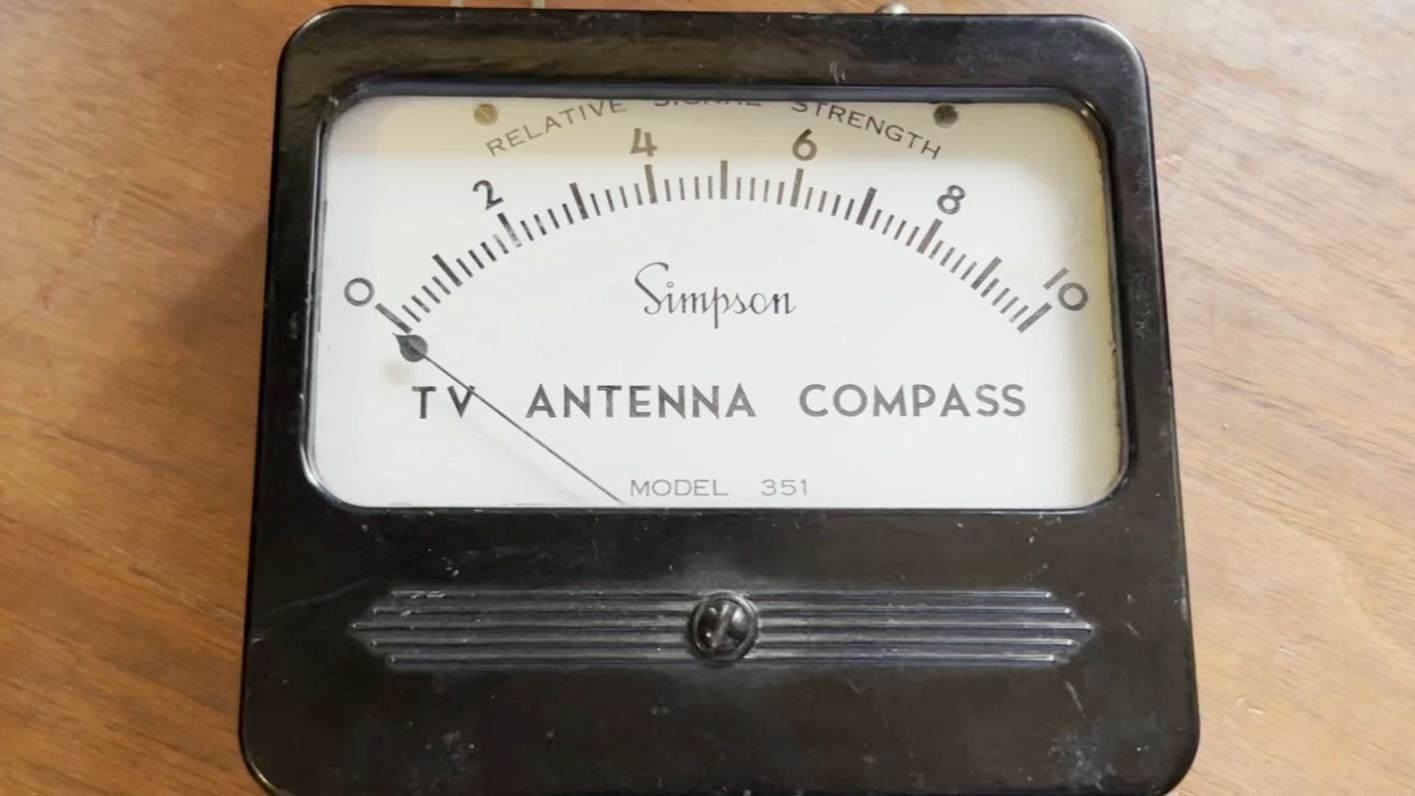 RELATIVE SIGNAL STRENGTH
0 2 4 6 8 10
Simpson
TV ANTENNA COMPASS
MODEL 351